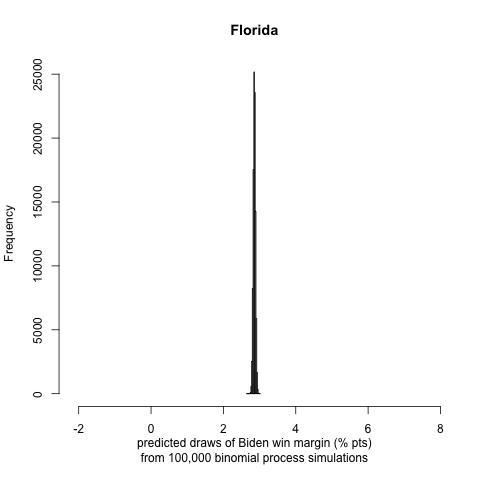 Florida
Frequency
25000
20000
15000
10000
5000
0
-2 0 2 4 6 8
predicted draws of Biden win margin (% pts)
from 100,000 binomial process simulations